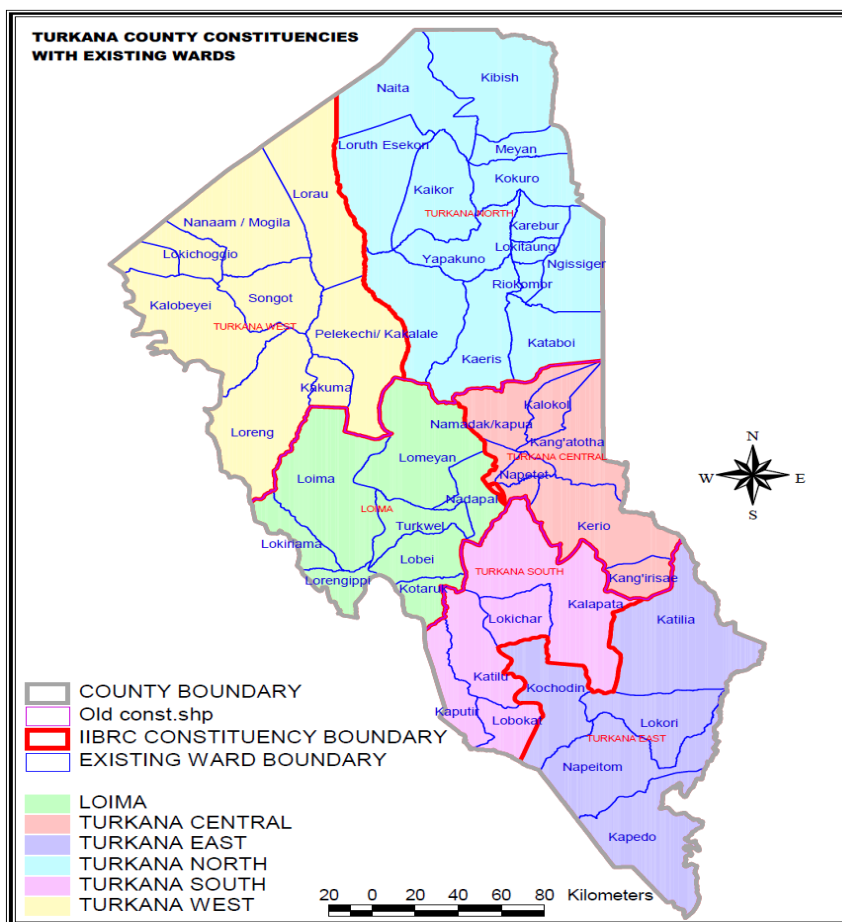 TURKANA COUNTY CONSTITUENCIES
WITH EXISTING WARDS
Kibish
Naita
Meyan
Loruth Esekon
Kokuro
Kaikor
Lorau
TURKANA NORTH
Nanaam / Mogila
Karebur
Lokitaung
Lokichoggio
Yapakuno
Ngissiger
Riokomor
Kalobeyei
Songot
TURKANA WEST
Pelekechi/ Kakalale
Kataboi
Kaeris
Kakuma
Kalokol
Namadak/kapua
Loreng
Kang'atotha
Lomeyan
TURKANA CENTRAL
Napetet
Loima
Nadapal
LOIMA
Turkwel
Kerio
Lokinama
Lobei
TURKANA SOUTH
Lorengippi
Kang'irisae
Kotaruk
Kalapata
Lokichar
Katilia
Katilu
Kochodin
Kaputir
Lobokat
Lokori
TURKANA EAST
Napeitom
Kapedo
N
W E
S
COUNTY BOUNDARY
Old const.shp
IIBRC CONSTITUENCY BOUNDARY
EXISTING WARD BOUNDARY
LOIMA
TURKANA CENTRAL
TURKANA EAST
TURKANA NORTH
TURKANA SOUTH
TURKANA WEST
20 0 20 40 60 80 Kilometers